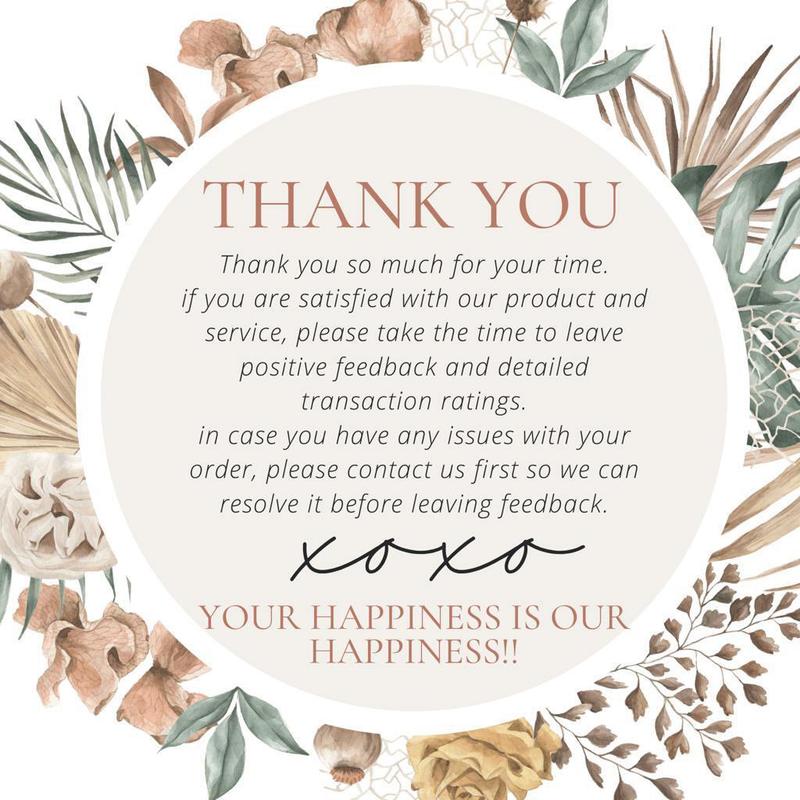 THANK YOU
Thank you so much for your time.
if you are satisfied with our product and
service, please take the time to leave
positive feedback and detailed
transaction ratings.
in case you have any issues with your
order, please contact us first so we can
resolve it before leaving feedback.
xoxo
YOUR HAPPINESS IS OUR
HAPPINESS!!